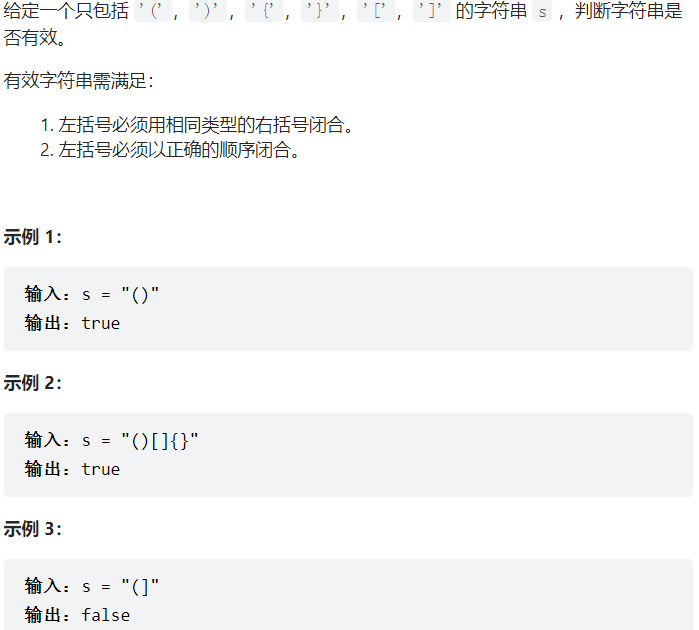 给定一个只包括 '(', ')', '{', '}', '[', ']' 的字符串 s ，判断字符串是
否有效。
有效字符串需满足：
1. 左括号必须用相同类型的右括号闭合。
2. 左括号必须以正确的顺序闭合。
示例 1：
输入：s = "()"
输出：true
示例 2：
输入：s = "()[]{}"
输出：true
示例 3：
输入：s = "(]"
输出：false